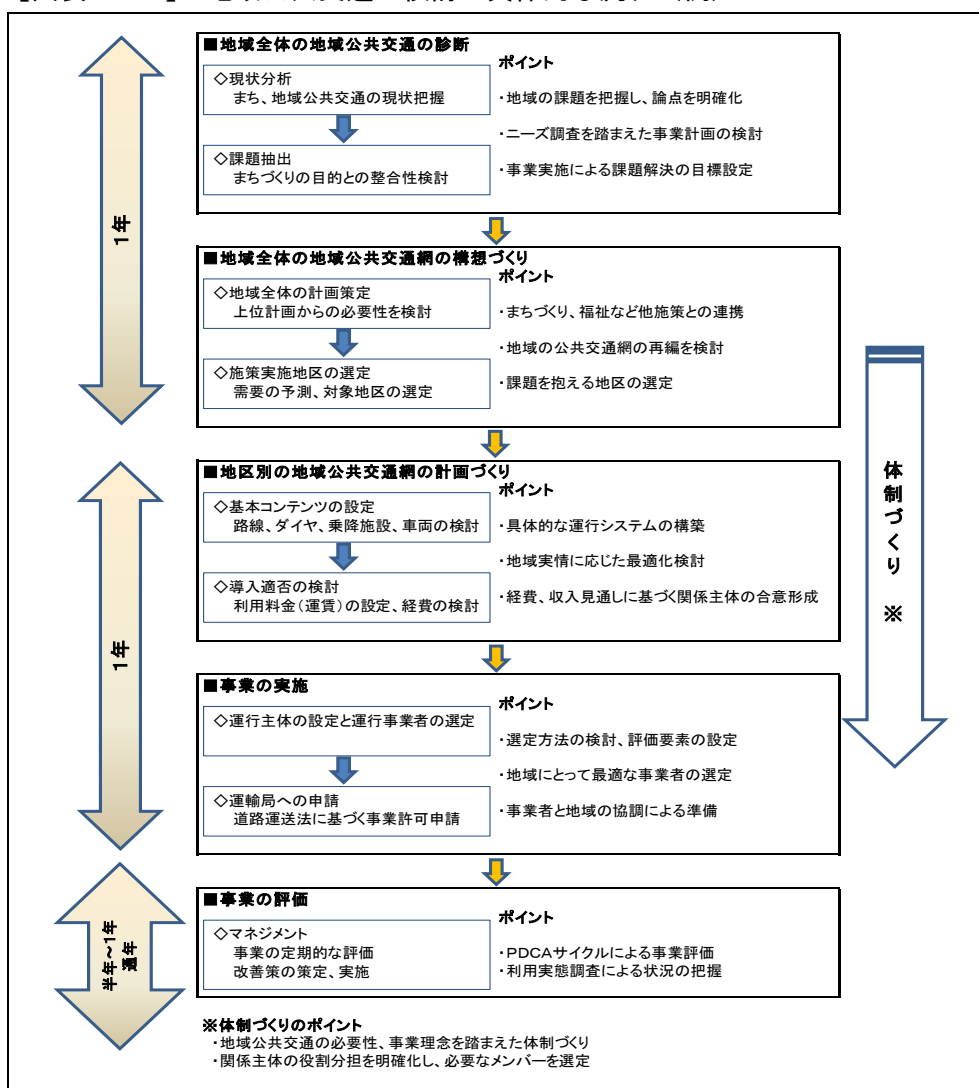 ■地域全体の地域公共交通の診断
ポイント
◇現状分析
まち、地域公共交通の現状把握
・地域の課題を把握し、論点を明確化
・ニーズ調査を踏まえた事業計画の検討
◇課題抽出
まちづくりの目的との整合性検討
・事業実施による課題解決の目標設定
1年
■地域全体の地域公共交通網の構想づくり
ポイント
◇地域全体の計画策定
上位計画からの必要性を検討
・まちづくり、福祉など他施策との連携
・地域の公共交通網の再編を検討
◇施策実施地区の選定
需要の予測、対象地区の選定
・課題を抱える地区の選定
■地区別の地域公共交通網の計画づくり
ポイント
◇基本コンテンツの設定
路線、ダイヤ、乗降施設、車両の検討
・具体的な運行システムの構築
・地域実情に応じた最適化検討
◇導入適否の検討
利用料金(運賃)の設定、経費の検討
・経費、収入見通しに基づく関係主体の合意形成
体制づくり ※
1年
■事業の実施
ポイント
◇運行主体の設定と運行事業者の選定
・選定方法の検討、評価要素の設定
・地域にとって最適な事業者の選定
◇運輸局への申請
道路運送法に基づく事業許可申請
・事業者と地域の協調による準備
■事業の評価
ポイント
◇マネジメント
事業の定期的な評価
改善策の策定、実施
・PDCAサイクルによる事業評価
・利用実態調査による状況の把握
半年~1年
通年
※体制づくりのポイント
・地域公共交通の必要性、事業理念を踏まえた体制づくり
・関係主体の役割分担を明確化し、必要なメンバーを選定